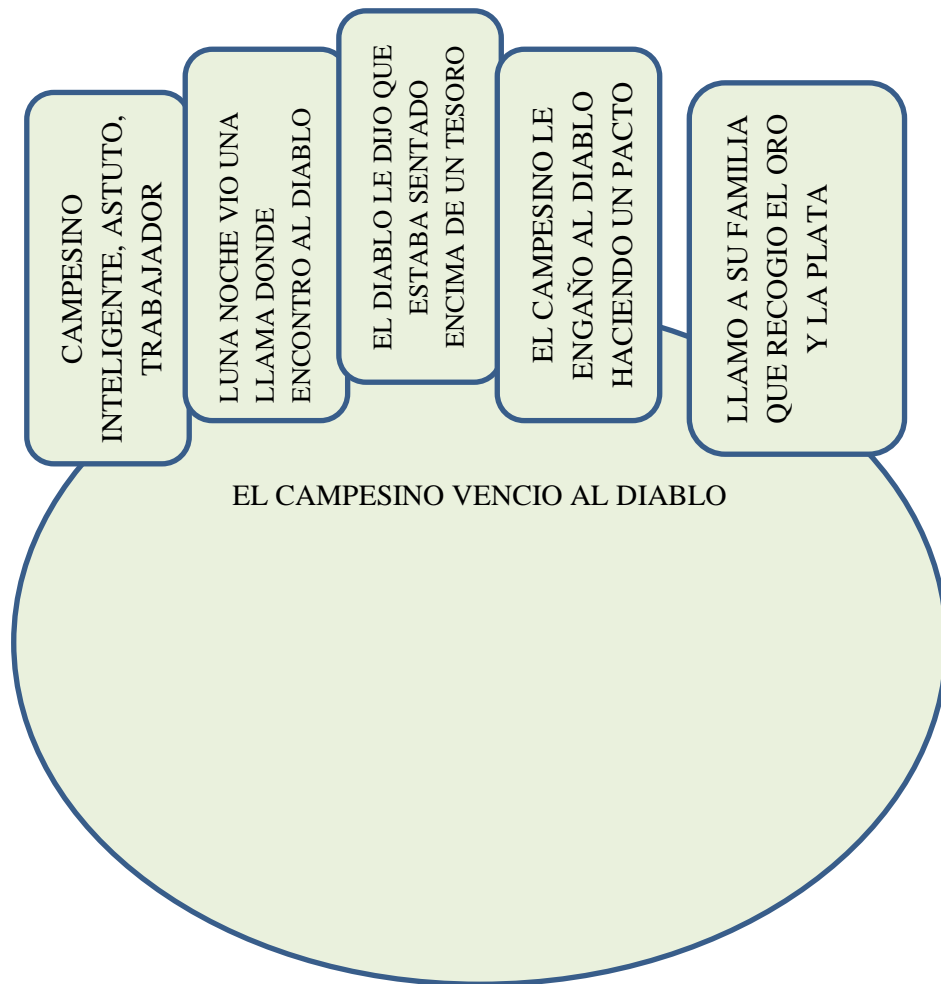 CAMPESINO
INTELIGENTE, ASTUTO,
TRABAJADOR
LUNA NOCHE VIO UNA
LLAMA DONDE
ENCONTRO AL DIABLO
EL DIABLO LE DIJO QUE
ESTABA SENTADO
ENCIMA DE UN TESORO
EL CAMPESINO LE
ENGAÑO AL DIABLO
HACIENDO UN PACTO
LLAMO A SU FAMILIA
QUE RECOGIO EL ORO
Y LA PLATA
EL CAMPESINO VENCIO AL DIABLO